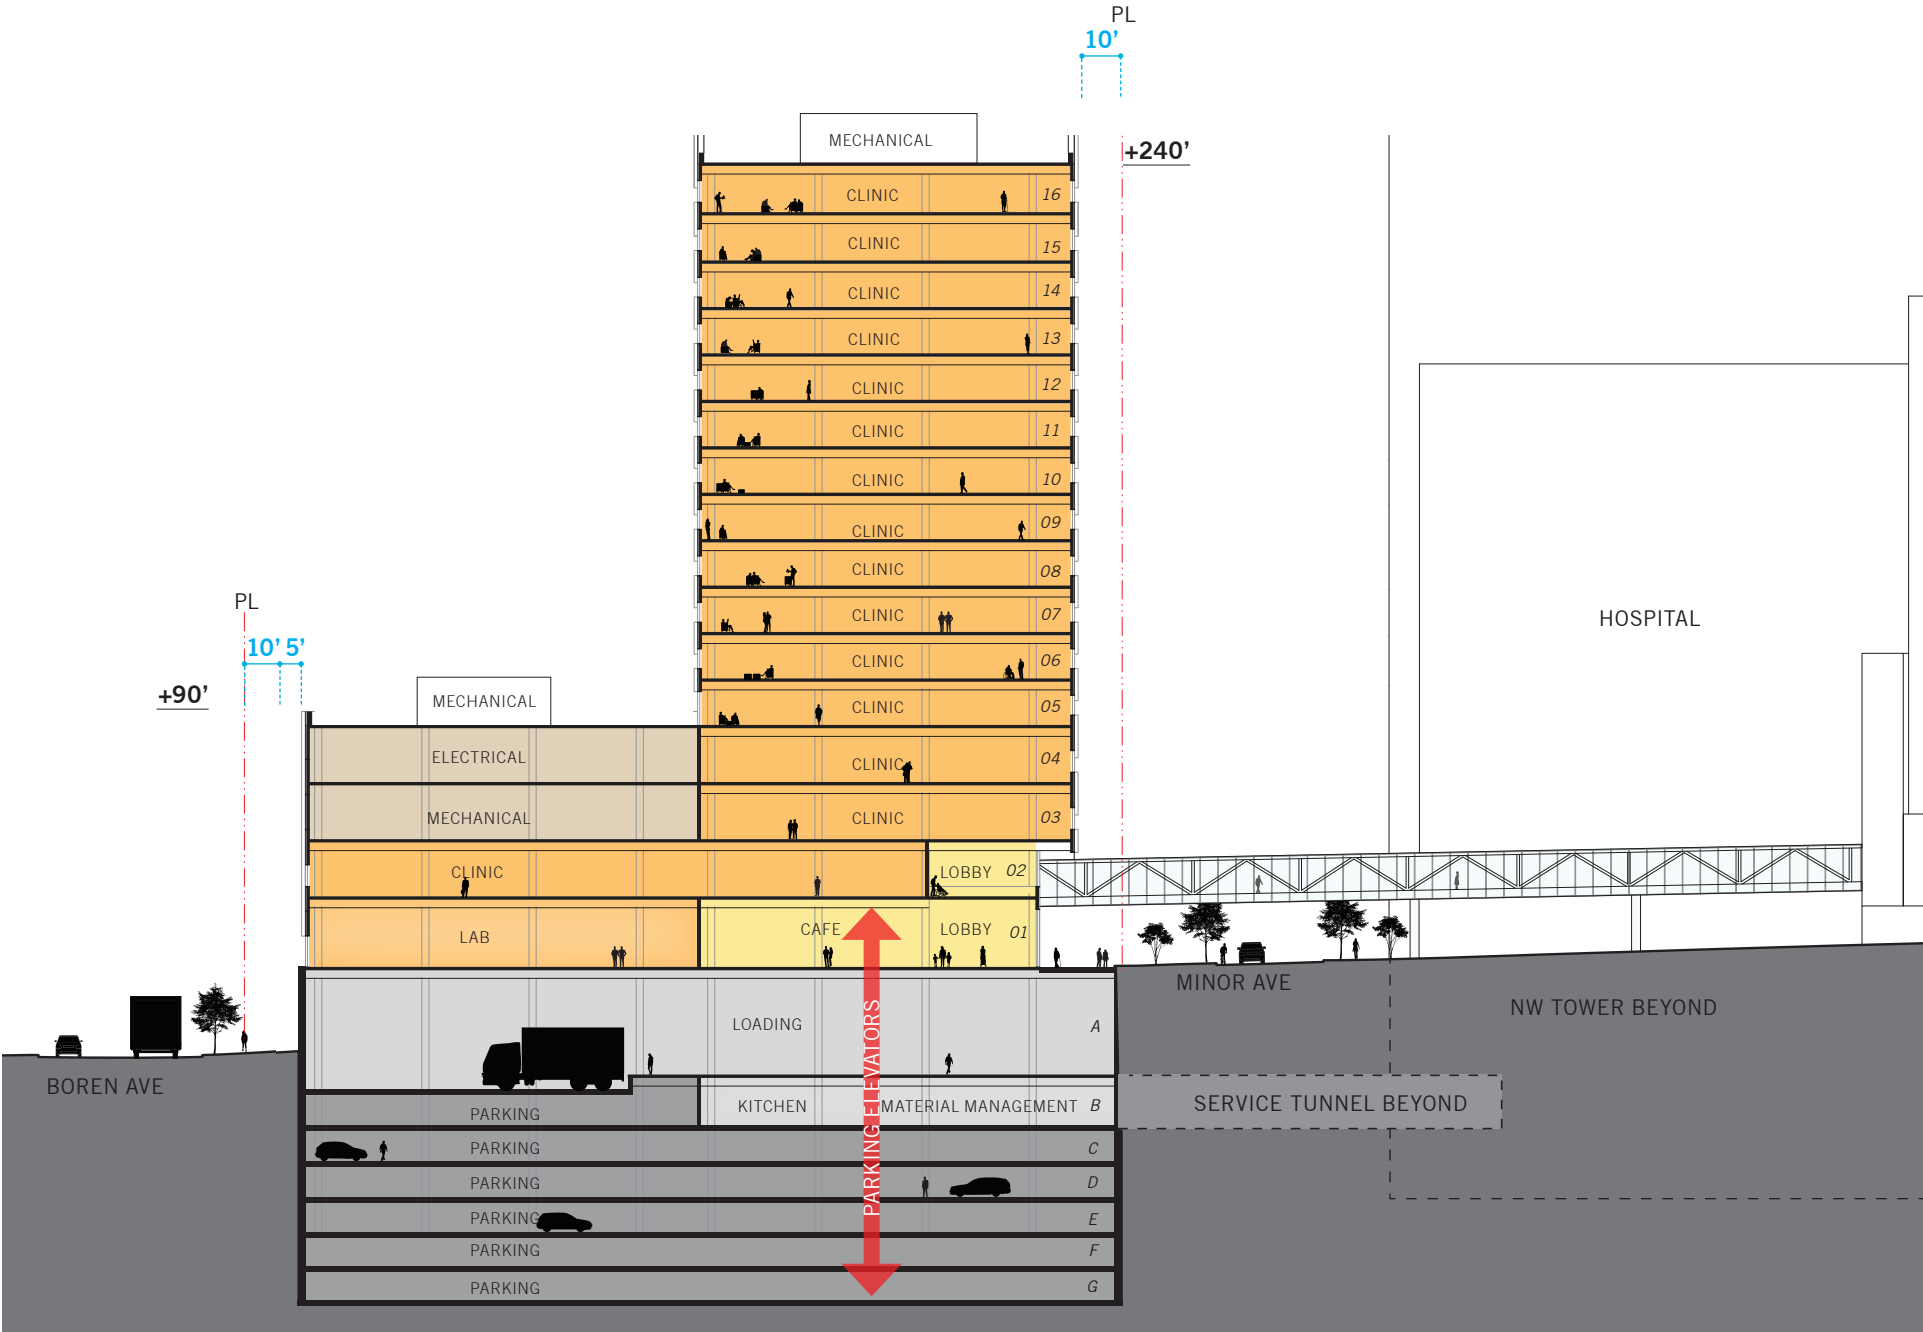 PL
10’
MECHANICAL
+240’
CLINIC 16
CLINIC 15
CLINIC 14
CLINIC 13
CLINIC 12
CLINIC 11
CLINIC 10
CLINIC 09
CLINIC 08
PL
CLINIC 07
HOSPITAL
10’ 5’
CLINIC 06
+90’
MECHANICAL
CLINIC 05
ELECTRICAL
CLINIC 04
MECHANICAL
CLINIC 03
CLINIC
LOBBY 02
LAB
CAFE
LOBBY 01
MINOR AVE
NW TOWER BEYOND
LOADING
A
PARKING ELEVATORS
BOREN AVE
PARKING
KITCHEN
MATERIAL MANAGEMENT B
SERVICE TUNNEL BEYOND
PARKING C
PARKING D
PARKING E
PARKING F
PARKING G